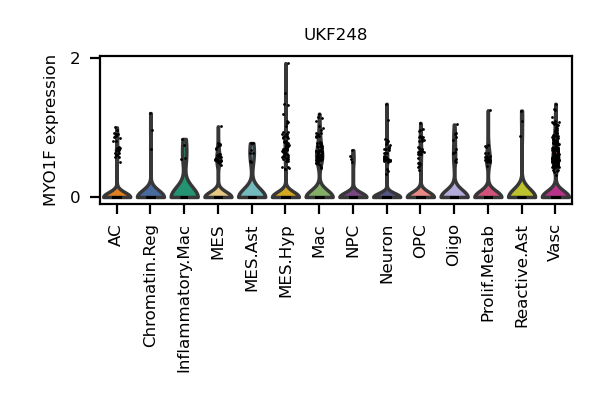 UKF248
MYO1F expression
2
0
AC
Chromatin.Reg
Inflammatory.Mac
MES
MES.Ast
MES.Hyp
Mac
NPC
Neuron
OPC
Oligo
Prolif.Metab
Reactive.Ast
Vasc